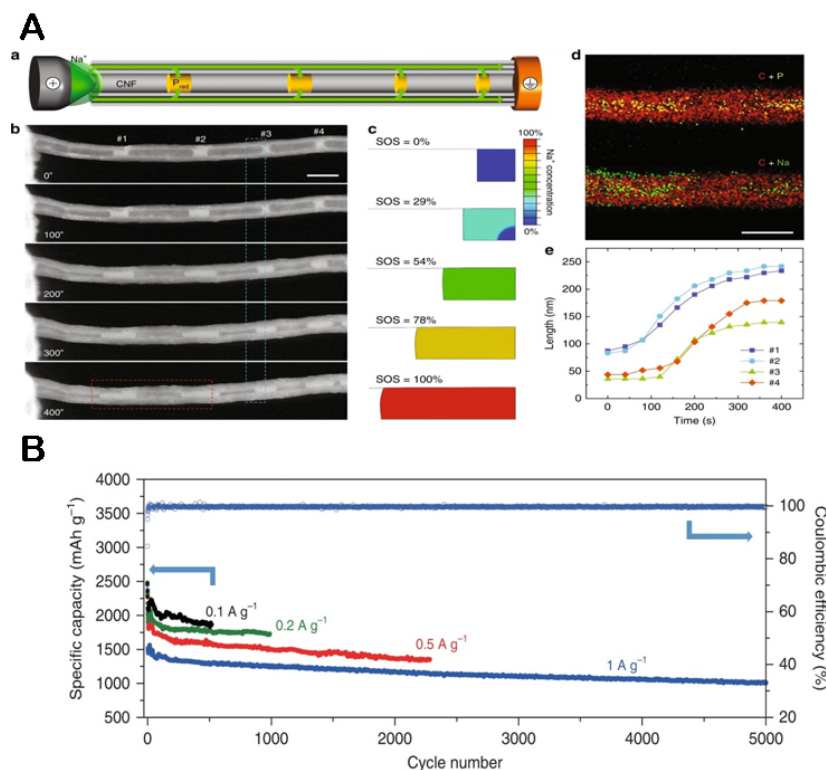 A
a
Na⁺
CNF
P red
b
#1 #2 #3 #4
0"
100"
200"
300"
400"
c
SOS = 0%
SOS = 29%
SOS = 54%
SOS = 78%
SOS = 100%
100%
Na⁺ concentration
0%
d
C + P
C + Na
e
Length (nm)
250
200
150
100
50
0
0 80 160 240 320 400
Time (s)
#1
#2
#3
#4
B
Specific capacity (mAh g⁻¹)
4000
3500
3000
2500
2000
1500
1000
500
0.1 A g⁻¹
0.2 A g⁻¹
0.5 A g⁻¹
1 A g⁻¹
100
80
60
40
20
Coulombic efficiency (%)
0 1000 2000 3000 4000 5000
Cycle number